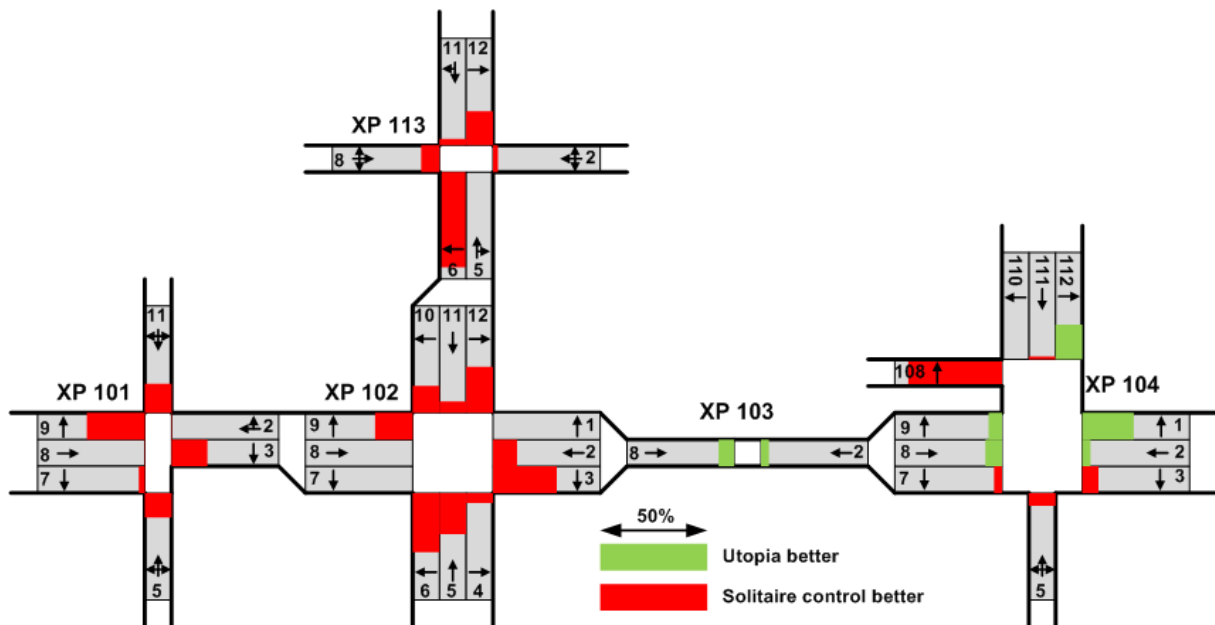 11 12
XP 113
8 2
6 5
11
10 11 12
110 111 112
108
XP 101
XP 102
XP 103
XP 104
9 2 9 1 9 1
8 3 8 2 8 2 8 2
7 7 3 7 3
5
6 5 4
5
50%
Utopia better
Solitaire control better